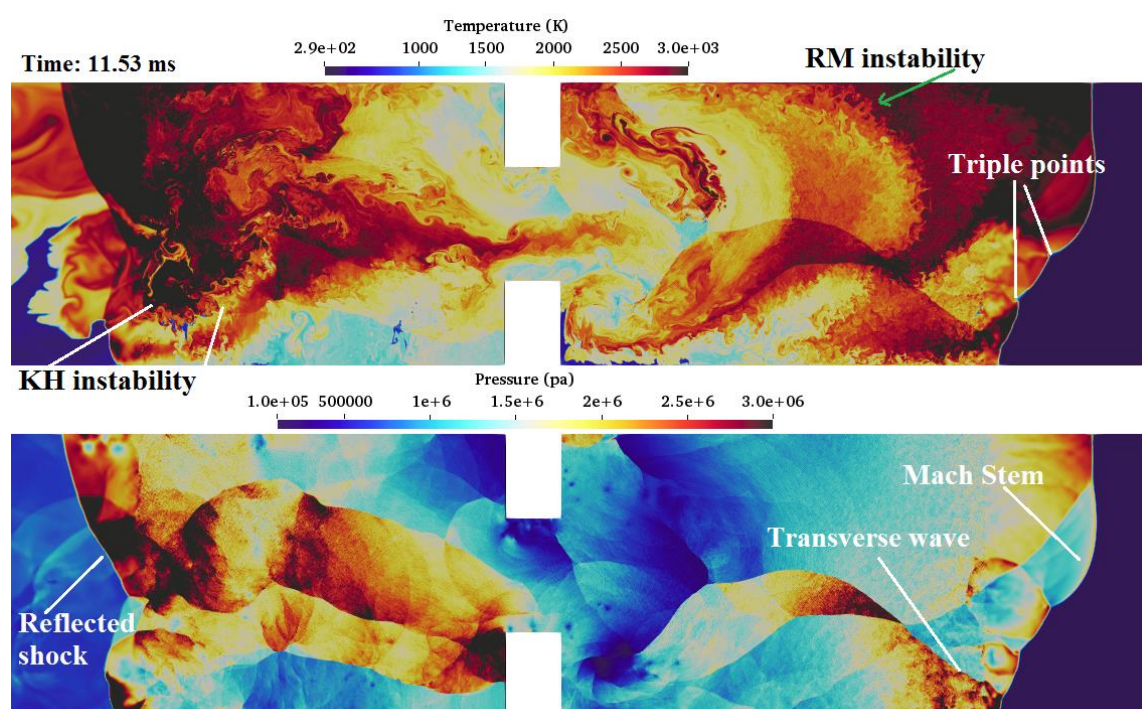 Temperature (K)
2.9e+02 1000 1500 2000 2500 3.0e+03
Time: 11.53 ms
RM instability
Triple points
KH instability
Pressure (pa)
1.0e+05 500000 1e+6 1.5e+6 2e+6 2.5e+6 3.0e+06
Mach Stem
Transverse wave
Reflected
shock